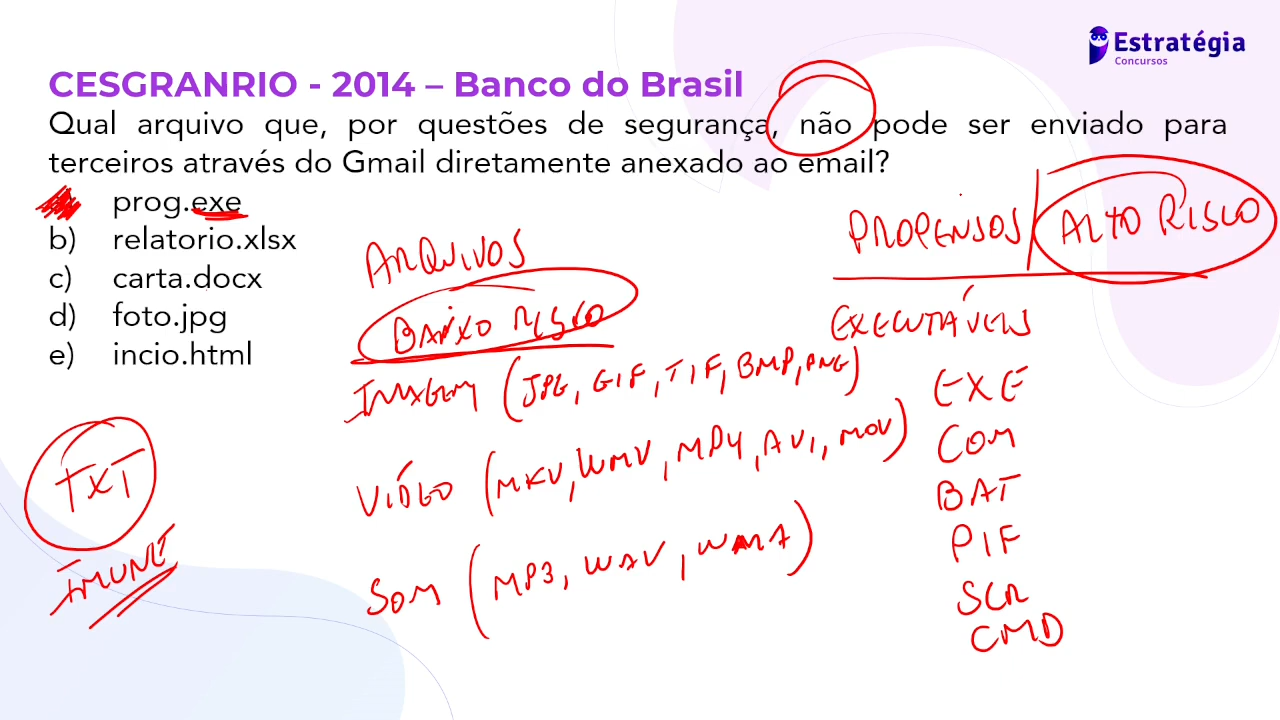 Estratégia
Concursos
CESGRANRIO - 2014 – Banco do Brasil
Qual arquivo que, por questões de segurança, não pode ser enviado para
terceiros através do Gmail diretamente anexado ao email?
prog.exe
b) relatorio.xlsx
c) carta.docx
d) foto.jpg
e) incio.html
ARQUIVOS
BAIXO RISCO
IMAGEM (JPG, GIF, TIF, BMP, PNG)
VÍDEO (MKV, WMV, MP4, AVI, MOV)
SOM (MP3, WAV, WMA)
TXT
IMUNE
PROPENSOS | ALTO RISCO
EXECUTÁVEIS
EXE
COM
BAT
PIF
SCR
CMD